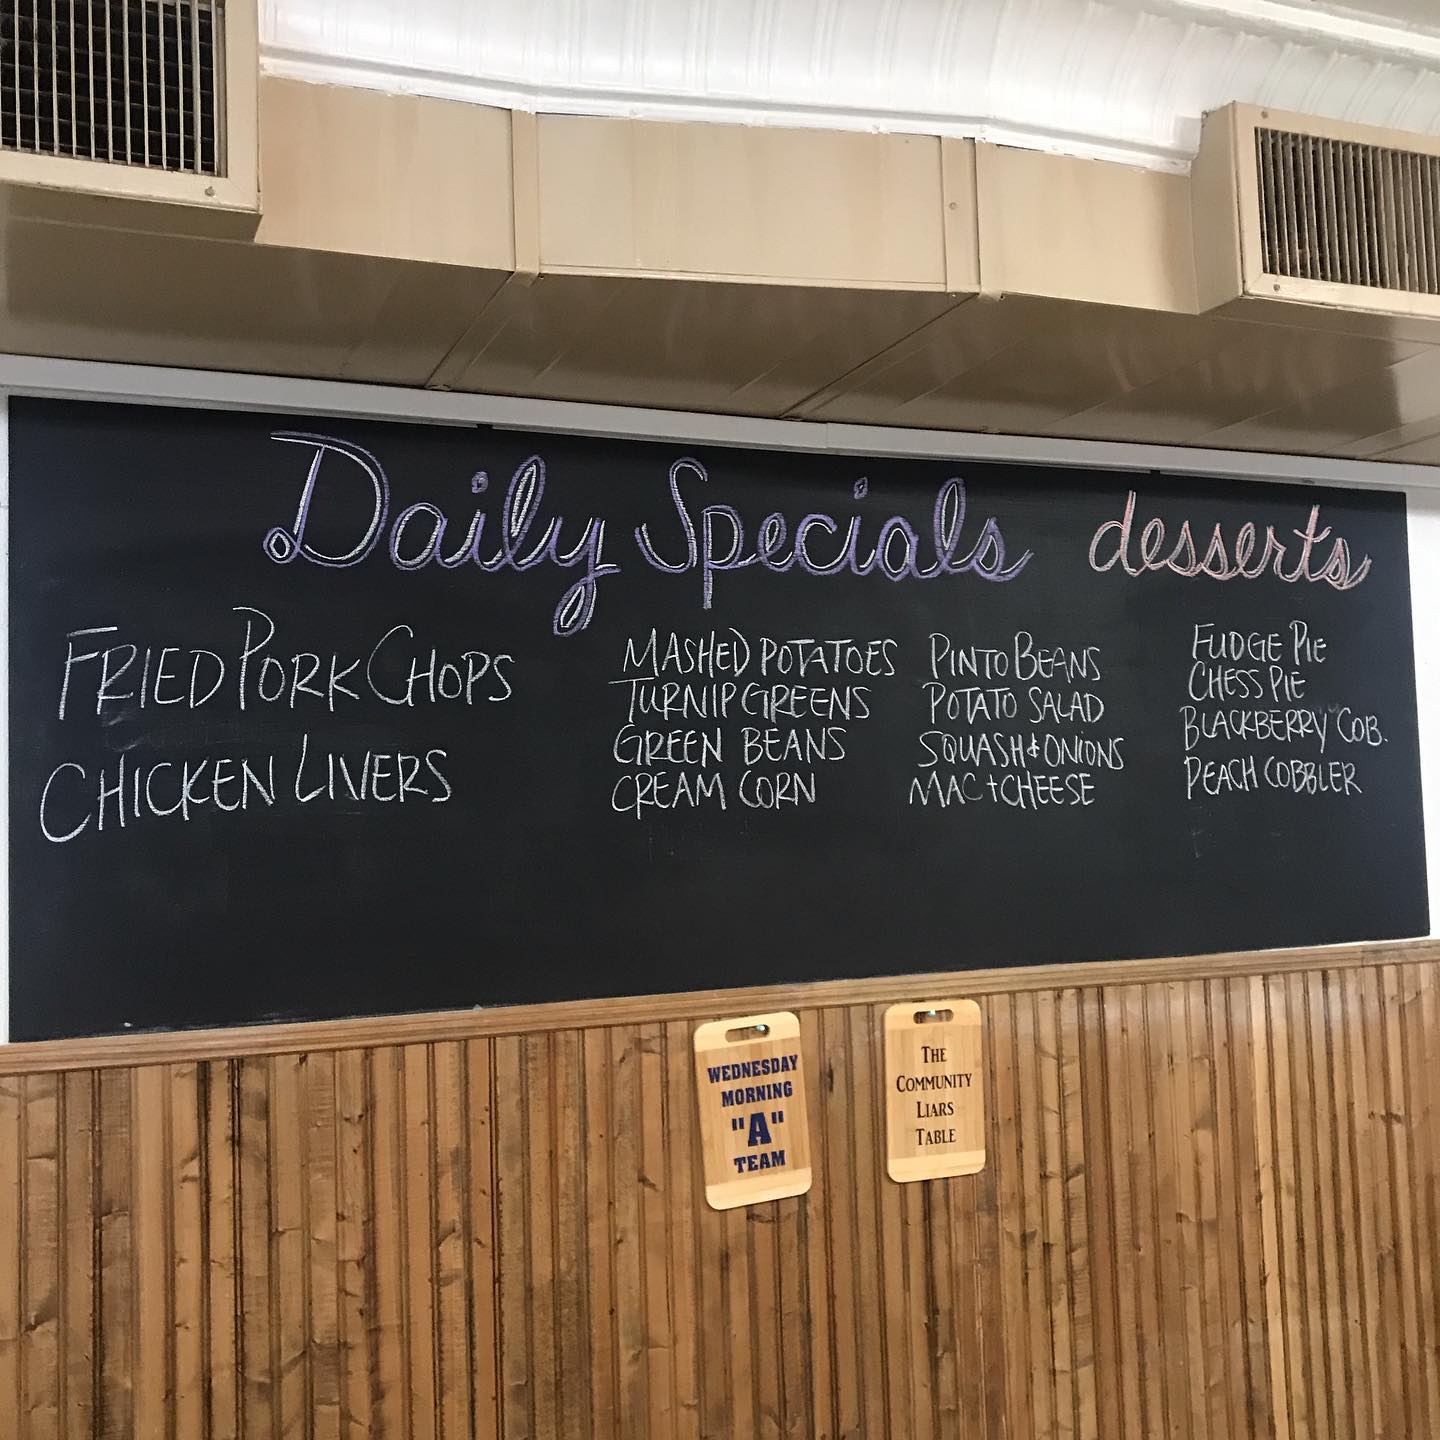 Daily Specials
desserts
FRIED PORK CHOPS
CHICKEN LIVERS
MASHED POTATOES
TURNIP GREENS
GREEN BEANS
CREAM CORN
PINTO BEANS
POTATO SALAD
SQUASH & ONIONS
MAC + CHEESE
FUDGE PIE
CHESS PIE
BLACKBERRY COB.
PEACH COBBLER
WEDNESDAY
MORNING
"A"
TEAM
THE
COMMUNITY
LIARS
TABLE